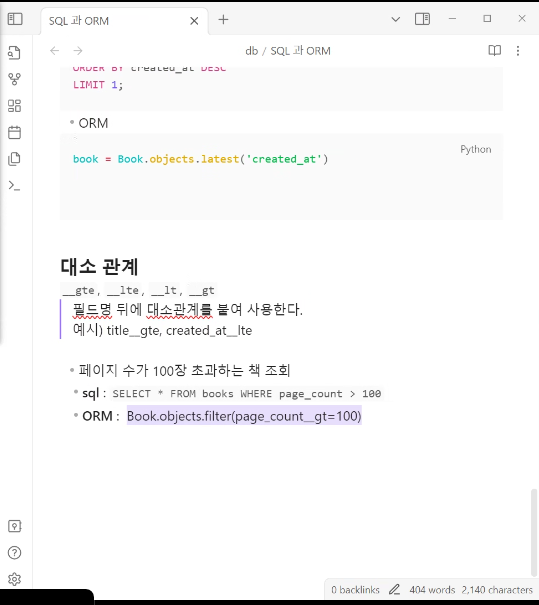 SQL 과 ORM
db / SQL 과 ORM
ORDER BY created_at DESC
LIMIT 1;
ORM
Python
book = Book.objects.latest('created_at')
대소 관계
__gte, __lte, __lt, __gt
필드명 뒤에 대소관계를 붙여 사용한다.
예시) title__gte, created_at__lte
페이지 수가 100장 초과하는 책 조회
sql : SELECT * FROM books WHERE page_count > 100
ORM : Book.objects.filter(page_count__gt=100)
0 backlinks 404 words 2,140 characters